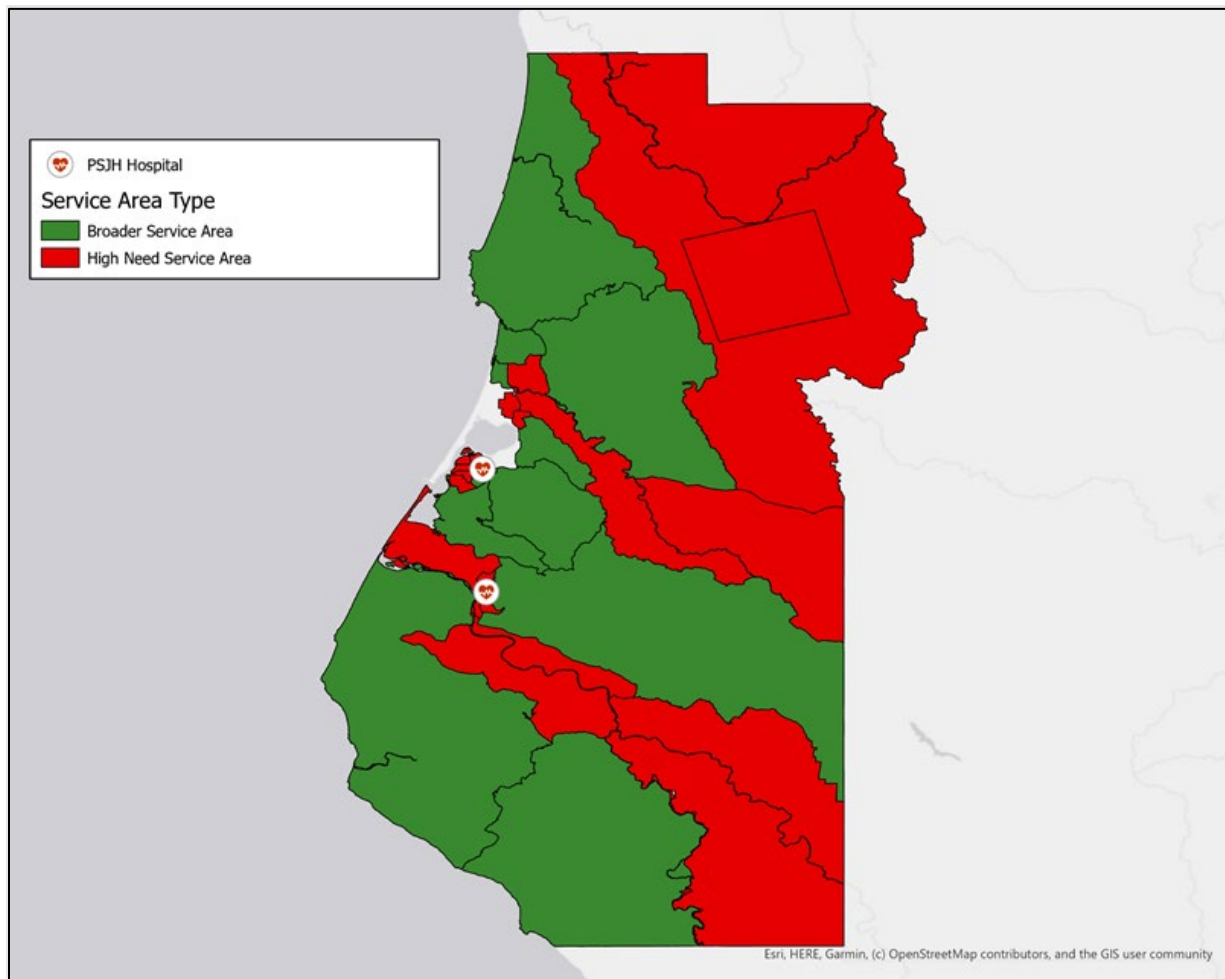 PSJH Hospital
Service Area Type
Broader Service Area
High Need Service Area
Esri, HERE, Garmin, (c) OpenStreetMap contributors, and the GIS user community